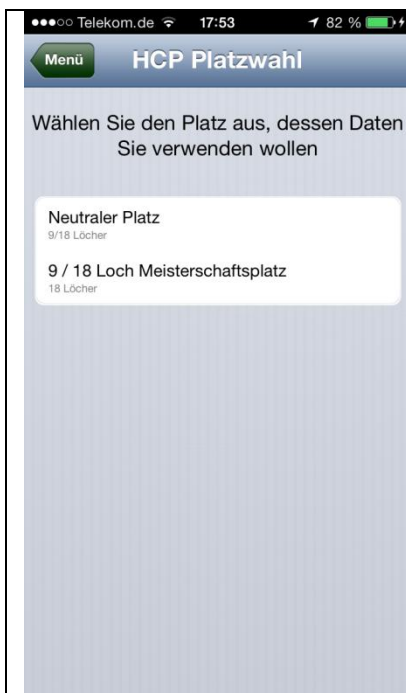 Telekom.de 17:53 82 %
Menü HCP Platzwahl
Wählen Sie den Platz aus, dessen Daten
Sie verwenden wollen
Neutraler Platz
9/18 Löcher
9 / 18 Loch Meisterschaftsplatz
18 Löcher